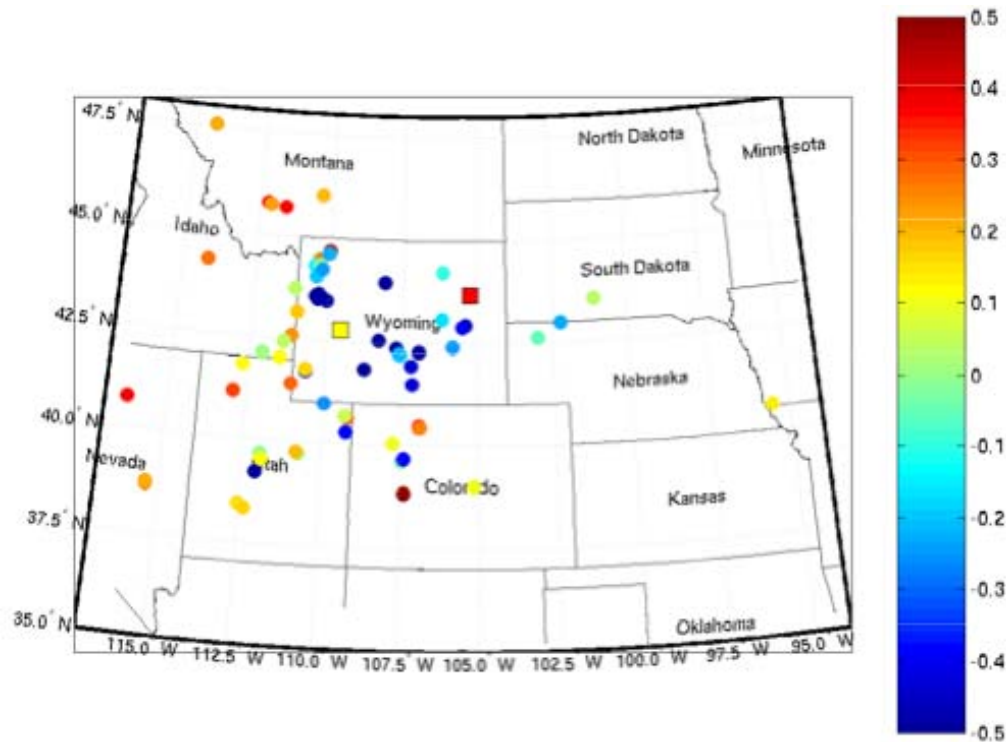 0.5
47.5° N
North Dakota
Minnesota
Montana
0.4
45.0° N
Idaho
0.3
South Dakota
0.2
42.5° N
Wyoming
0.1
Nebraska
0
40.0° N
Nevada
Utah
Colorado
-0.1
Kansas
37.5° N
-0.2
35.0° N
Oklahoma
-0.3
115.0° W
112.5° W
110.0° W
107.5° W
105.0° W
102.5° W
100.0° W
97.5° W
95.0° W
-0.4
-0.5